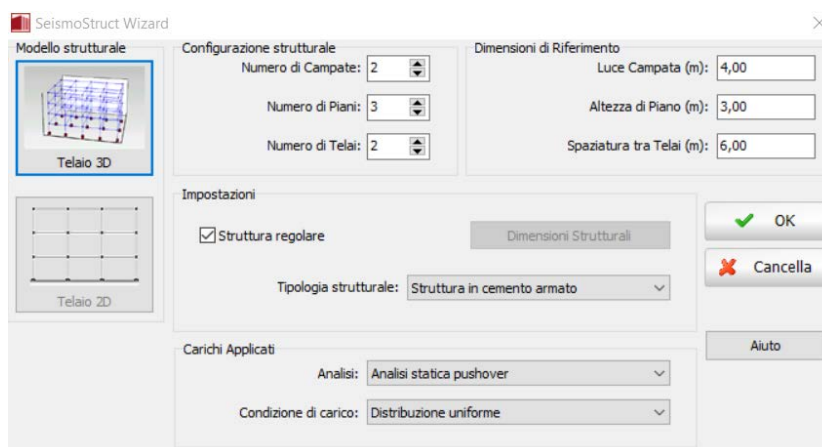 SeismoStruct Wizard
Modello strutturale
Telaio 3D
Telaio 2D
Configurazione strutturale
Numero di Campate: 2
Numero di Piani: 3
Numero di Telai: 2
Dimensioni di Riferimento
Luce Campata (m): 4,00
Altezza di Piano (m): 3,00
Spaziatura tra Telai (m): 6,00
Impostazioni
Struttura regolare
Dimensioni Strutturali
Tipologia strutturale: Struttura in cemento armato
Carichi Applicati
Analisi: Analisi statica pushover
Condizione di carico: Distribuzione uniforme
OK
Cancella
Aiuto